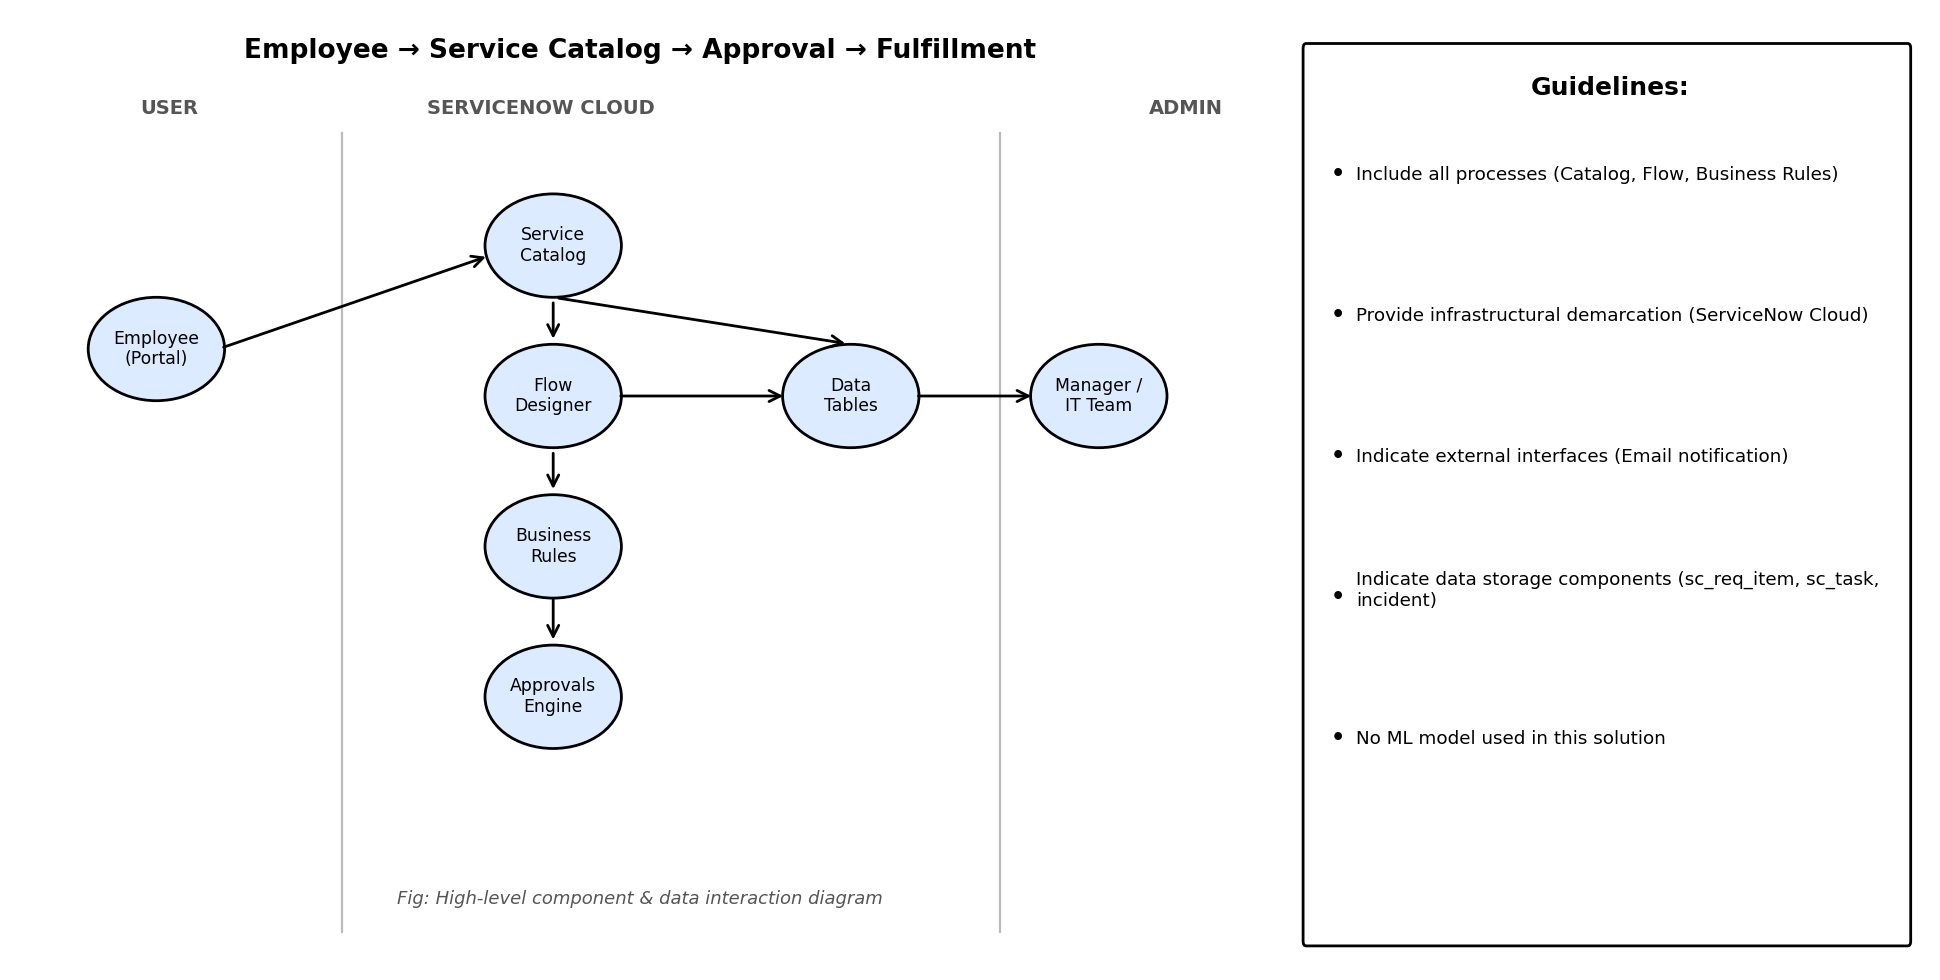 Employee → Service Catalog → Approval → Fulfillment
USER
SERVICENOW CLOUD
ADMIN
Service
Catalog
Employee
(Portal)
Flow
Designer
Data
Tables
Manager /
IT Team
Business
Rules
Approvals
Engine
Fig: High-level component & data interaction diagram
Guidelines:
• Include all processes (Catalog, Flow, Business Rules)
• Provide infrastructural demarcation (ServiceNow Cloud)
• Indicate external interfaces (Email notification)
• Indicate data storage components (sc_req_item, sc_task,
incident)
• No ML model used in this solution